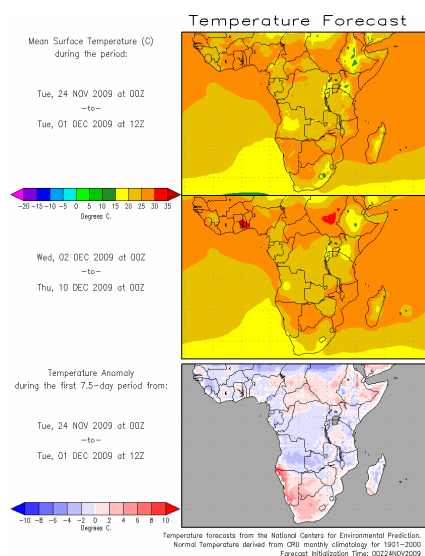 Temperature Forecast
Mean Surface Temperature (C)
during the period:
Tue, 24 NOV 2009 at 00Z
—to—
Tue, 01 DEC 2009 at 12Z
-20 -15 -10 -5 0 5 10 15 20 25 30 35
Degrees C.
Wed, 02 DEC 2009 at 00Z
—to—
Thu, 10 DEC 2009 at 00Z
Temperature Anomaly
during the first 7.5-day period from:
Tue, 24 NOV 2009 at 00Z
—to—
Tue, 01 DEC 2009 at 12Z
-10 -8 -6 -4 -2 0 2 4 6 8 10
Degrees C.
Temperature forecasts from the National Centers for Environmental Prediction.
Normal Temperature derived from CRU monthly climatology for 1901-2000
Forecast Initialization Time: 00Z24NOV2009